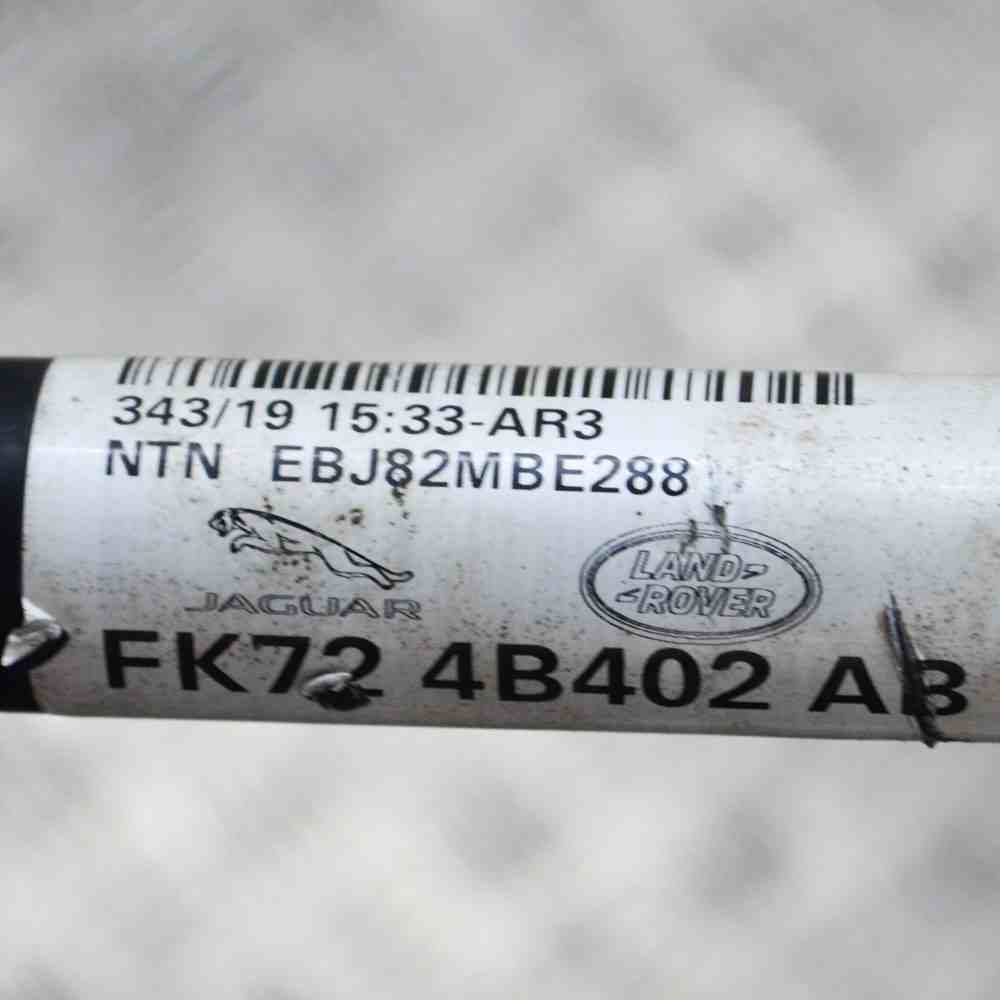 343/19 15:33-AR3
NTN EBJ82MBE288
JAGUAR
LAND-
ROVER
FK72 4B402 AB